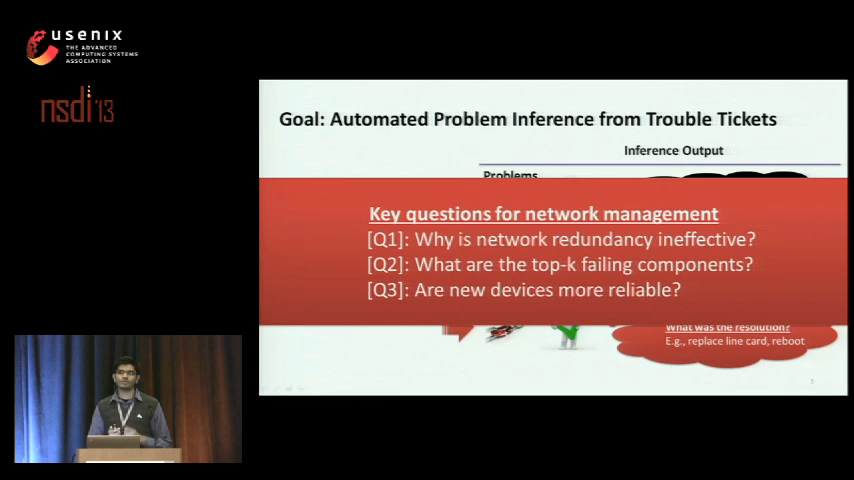 usenix
THE ADVANCED
COMPUTING SYSTEMS
ASSOCIATION
nsdi '13
Goal: Automated Problem Inference from Trouble Tickets
Inference Output
Problems
Key questions for network management
[Q1]: Why is network redundancy ineffective?
[Q2]: What are the top-k failing components?
[Q3]: Are new devices more reliable?
What was the resolution?
E.g., replace line card, reboot
3